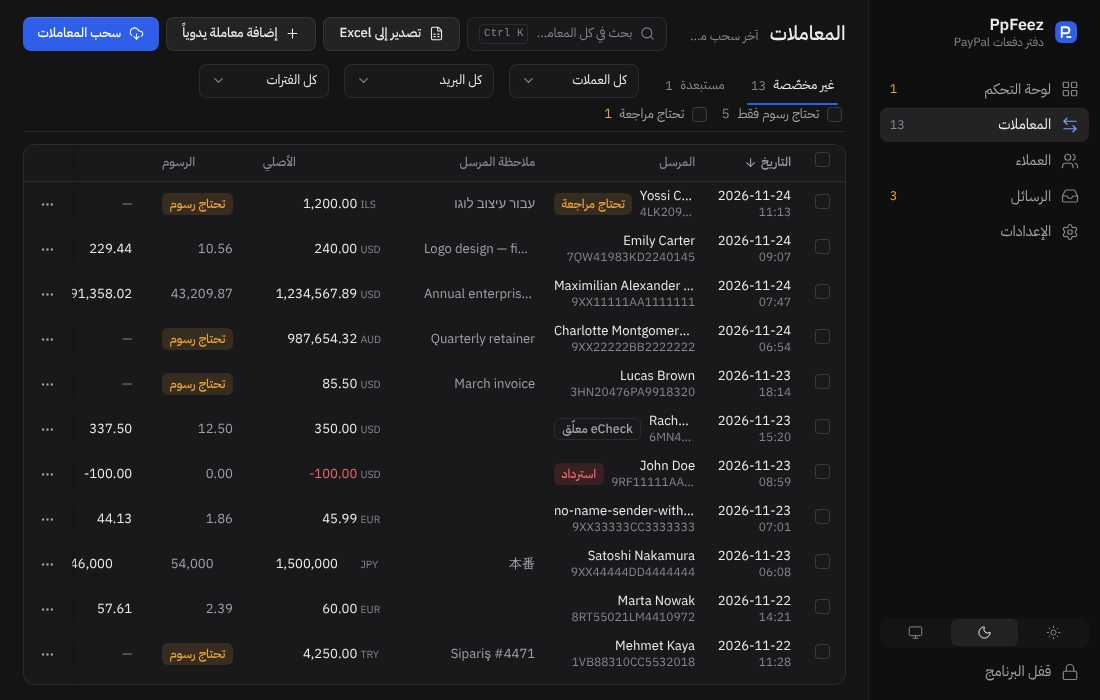 PpFeez
دفتر دفعات PayPal
لوحة التحكم 1
المعاملات 13
العملاء
الرسائل 3
الإعدادات
قفل البرنامج
المعاملات آخر سحب م...
بحث في كل المعامـ... Ctrl K
تصدير إلى Excel
إضافة معاملة يدوياً
سحب المعاملات
غير مخصّصة 13
مستبعدة 1
كل العملات
كل البريد
كل الفترات
تحتاج رسوم فقط 5
تحتاج مراجعة 1
التاريخ المرسل ملاحظة المرسل الأصلي الرسوم
2026-11-24 Yossi C... تحتاج مراجعة עבור עיצוב לוגו 1,200.00 ILS تحتاج رسوم —
11:13 4LK209...
2026-11-24 Emily Carter Logo design — fi... 240.00 USD 10.56 229.44
09:07 7QW41983KD2240145
2026-11-24 Maximilian Alexander ... Annual enterpris... 1,234,567.89 USD 43,209.87 91,358.02
07:47 9XX11111AA1111111
2026-11-24 Charlotte Montgomer... Quarterly retainer 987,654.32 AUD تحتاج رسوم —
06:54 9XX22222BB2222222
2026-11-23 Lucas Brown March invoice 85.50 USD تحتاج رسوم —
18:14 3HN20476PA9918320
2026-11-23 Rach... eCheck معلّق 350.00 USD 12.50 337.50
15:20 6MN4...
2026-11-23 John Doe استرداد -100.00 USD 0.00 -100.00
08:59 9RF11111AA...
2026-11-23 no-name-sender-with... 45.99 EUR 1.86 44.13
07:01 9XX33333CC3333333
2026-11-23 Satoshi Nakamura 本番 1,500,000 JPY 54,000 46,000
06:08 9XX44444DD4444444
2026-11-22 Marta Nowak 60.00 EUR 2.39 57.61
14:21 8RT55021LM4410972
2026-11-22 Mehmet Kaya Sipariş #4471 4,250.00 TRY تحتاج رسوم —
11:28 1VB88310CC5532018